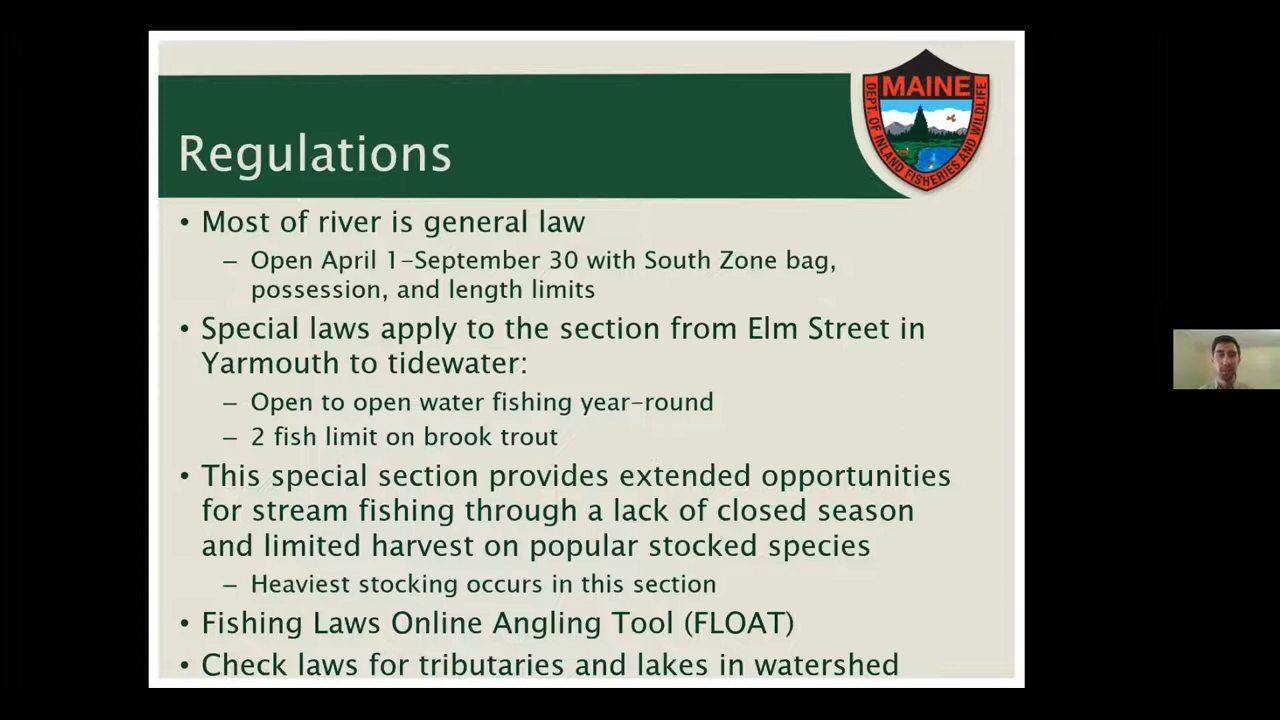 MAINE
DEPT. OF INLAND FISHERIES AND WILDLIFE
Regulations
• Most of river is general law
– Open April 1–September 30 with South Zone bag,
possession, and length limits
• Special laws apply to the section from Elm Street in
Yarmouth to tidewater:
– Open to open water fishing year–round
– 2 fish limit on brook trout
• This special section provides extended opportunities
for stream fishing through a lack of closed season
and limited harvest on popular stocked species
– Heaviest stocking occurs in this section
• Fishing Laws Online Angling Tool (FLOAT)
• Check laws for tributaries and lakes in watershed